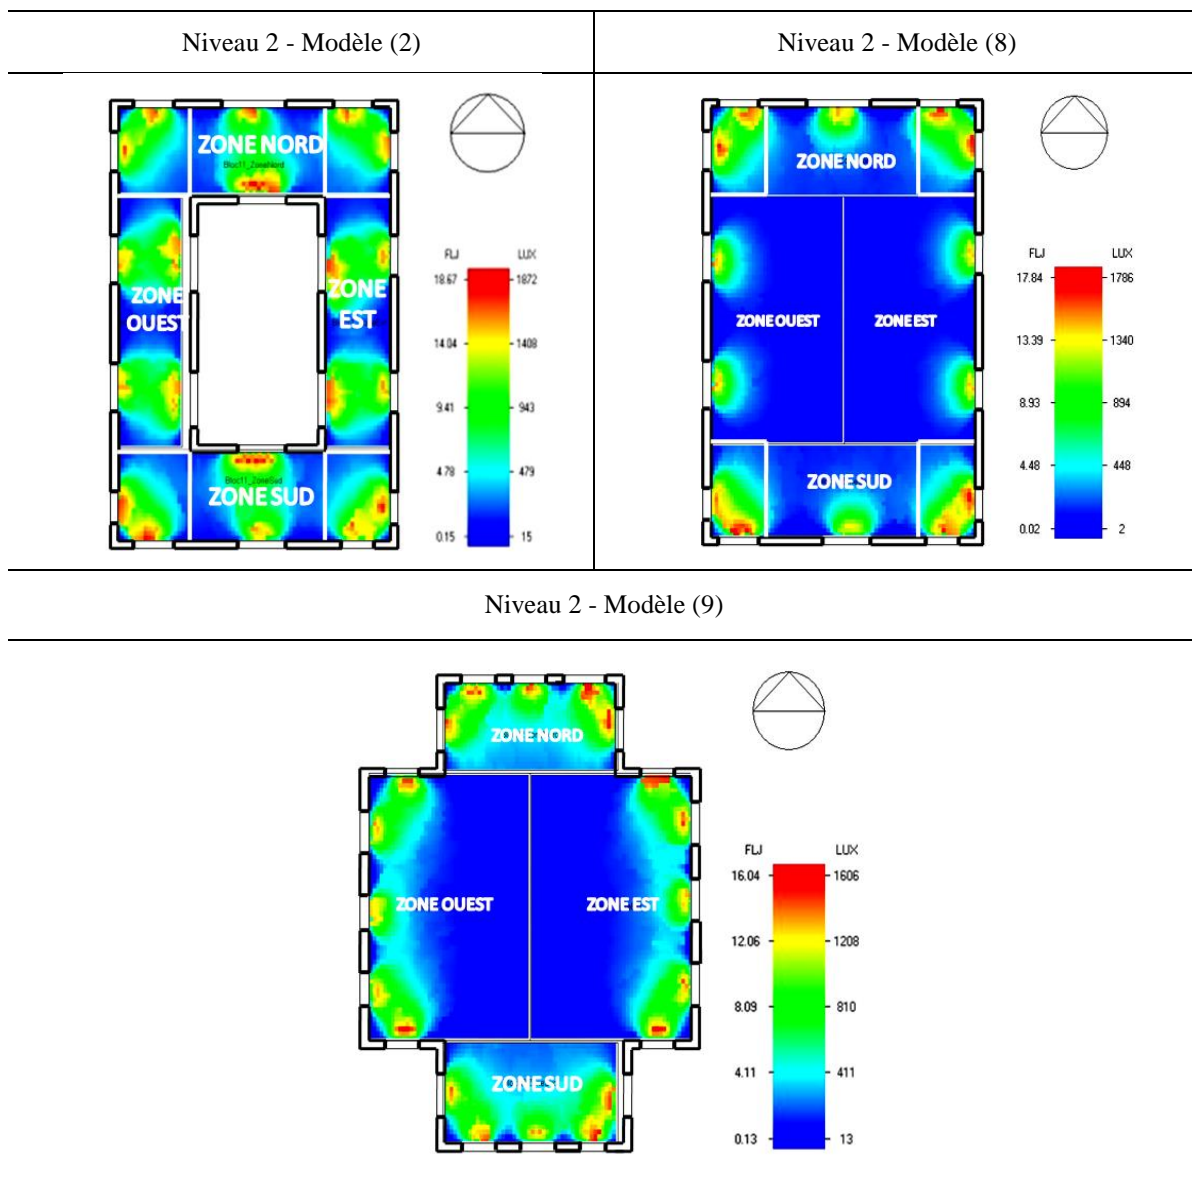 Niveau 2 - Modèle (2)
Niveau 2 - Modèle (8)
ZONE NORD
Bloc11_ZoneNord
ZONE
OUEST
ZONE
EST
Bloc11_ZoneSud
ZONE SUD
FLJ LUX
18.67 1872
14.04 1408
9.41 943
4.78 479
0.15 15
ZONE NORD
ZONE OUEST
ZONE EST
ZONE SUD
FLJ LUX
17.84 1786
13.39 1340
8.93 894
4.48 448
0.02 2
Niveau 2 - Modèle (9)
ZONE NORD
ZONE OUEST
ZONE EST
ZONE SUD
FLJ LUX
16.04 1606
12.06 1208
8.09 810
4.11 411
0.13 13